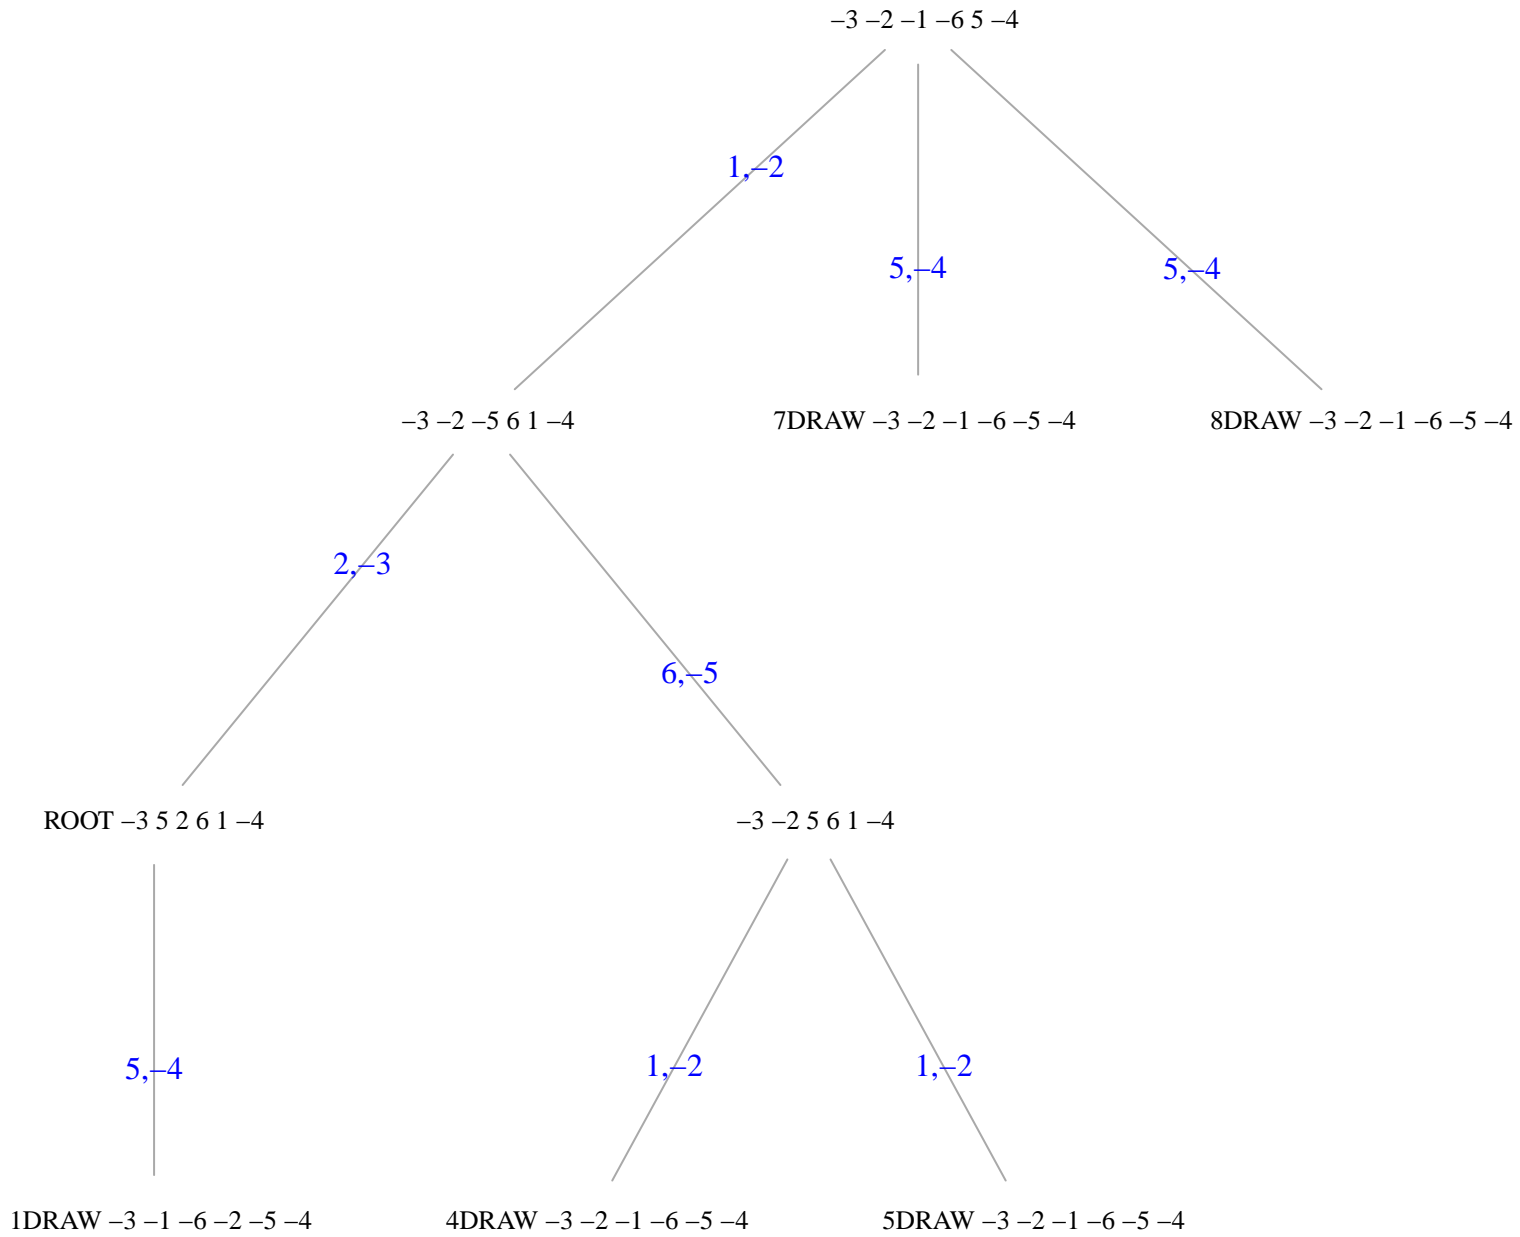 –3 –2 –1 –6 5 –4
1,–2
5,–4
5,–4
–3 –2 –5 6 1 –4
7DRAW –3 –2 –1 –6 –5 –4
8DRAW –3 –2 –1 –6 –5 –4
2,–3
6,–5
ROOT –3 5 2 6 1 –4
–3 –2 5 6 1 –4
5,–4
1,–2
1,–2
1DRAW –3 –1 –6 –2 –5 –4
4DRAW –3 –2 –1 –6 –5 –4
5DRAW –3 –2 –1 –6 –5 –4